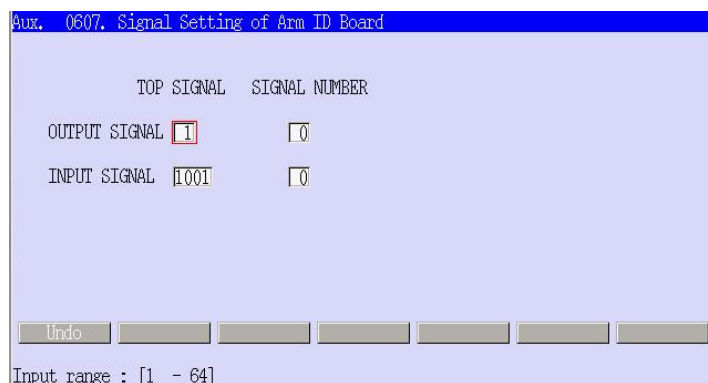 Aux. 0607. Signal Setting of Arm ID Board
TOP SIGNAL SIGNAL NUMBER
OUTPUT SIGNAL 1 0
INPUT SIGNAL 1001 0
Undo
Input range : [1 - 64]